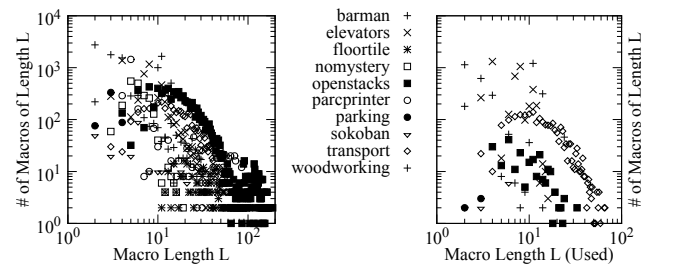 # of Macros of Length L
10^4
10^3
10^2
10^1
10^0
10^0
10^1
10^2
Macro Length L
barman
elevators
floortile
nomystery
openstacks
parcprinter
parking
sokoban
transport
woodworking
10^0
10^1
10^2
Macro Length L (Used)
# of Macros of Length L